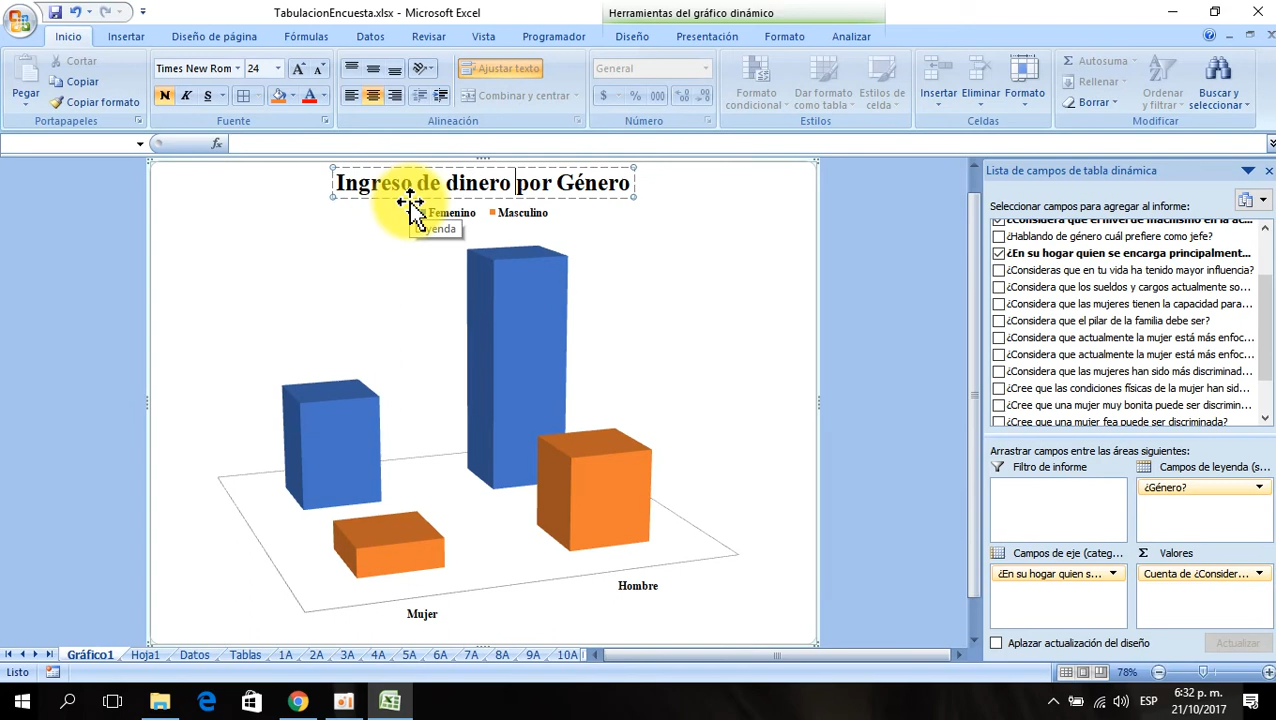 TabulacionEncuesta.xlsx - Microsoft Excel
Herramientas del gráfico dinámico
Inicio Insertar Diseño de página Fórmulas Datos Revisar Vista Programador Diseño Presentación Formato Analizar
Pegar
Cortar
Copiar
Copiar formato
Portapapeles
Times New Rom 24
N K S
Fuente
Ajustar texto
Combinar y centrar
Alineación
General
$ % 000
Número
Formato condicional
Dar formato como tabla
Estilos de celda
Estilos
Insertar Eliminar Formato
Celdas
Autosuma
Rellenar
Borrar
Ordenar y filtrar
Buscar y seleccionar
Modificar
fx
Ingreso de dinero por Género
Femenino Masculino
Leyenda
Hombre
Mujer
Lista de campos de tabla dinámica
Seleccionar campos para agregar al informe:
¿Considera que el nivel de machismo en la ac...
¿Hablando de género cuál prefiere como jefe?
¿En su hogar quien se encarga principalment...
¿Consideras que en tu vida ha tenido mayor influencia?
¿Considera que los sueldos y cargos actualmente so...
¿Considera que las mujeres tienen la capacidad para...
¿Considera que el pilar de la familia debe ser?
¿Considera que actualmente la mujer está más enfoc...
¿Considera que actualmente la mujer está más enfoc...
¿Considera que las mujeres han sido más discriminad...
¿Cree que las condiciones físicas de la mujer han sid...
¿Cree que una mujer muy bonita puede ser discrimin...
¿Cree que una mujer fea puede ser discriminada?
Arrastrar campos entre las áreas siguientes:
Filtro de informe
Campos de leyenda (s...
¿Género?
Campos de eje (categ...
Σ Valores
¿En su hogar quien s...
Cuenta de ¿Consider...
Aplazar actualización del diseño
Actualizar
Gráfico1 Hoja1 Datos Tablas 1A 2A 3A 4A 5A 6A 7A 8A 9A 10A
Listo
78%
ESP
6:32 p. m.
21/10/2017